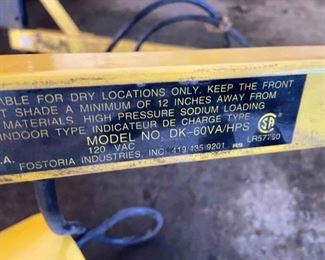 ABLE FOR DRY LOCATIONS ONLY. KEEP THE FRONT
T SHADE A MINIMUM OF 12 INCHES AWAY FROM
MATERIALS. HIGH PRESSURE SODIUM LOADING
INDOOR TYPE INDICATEUR DE CHARGE TYPE
MODEL NO. DK-60VA/HPS
120 VAC
.A. FOSTORIA INDUSTRIES, INC. 419/435-9201 RS